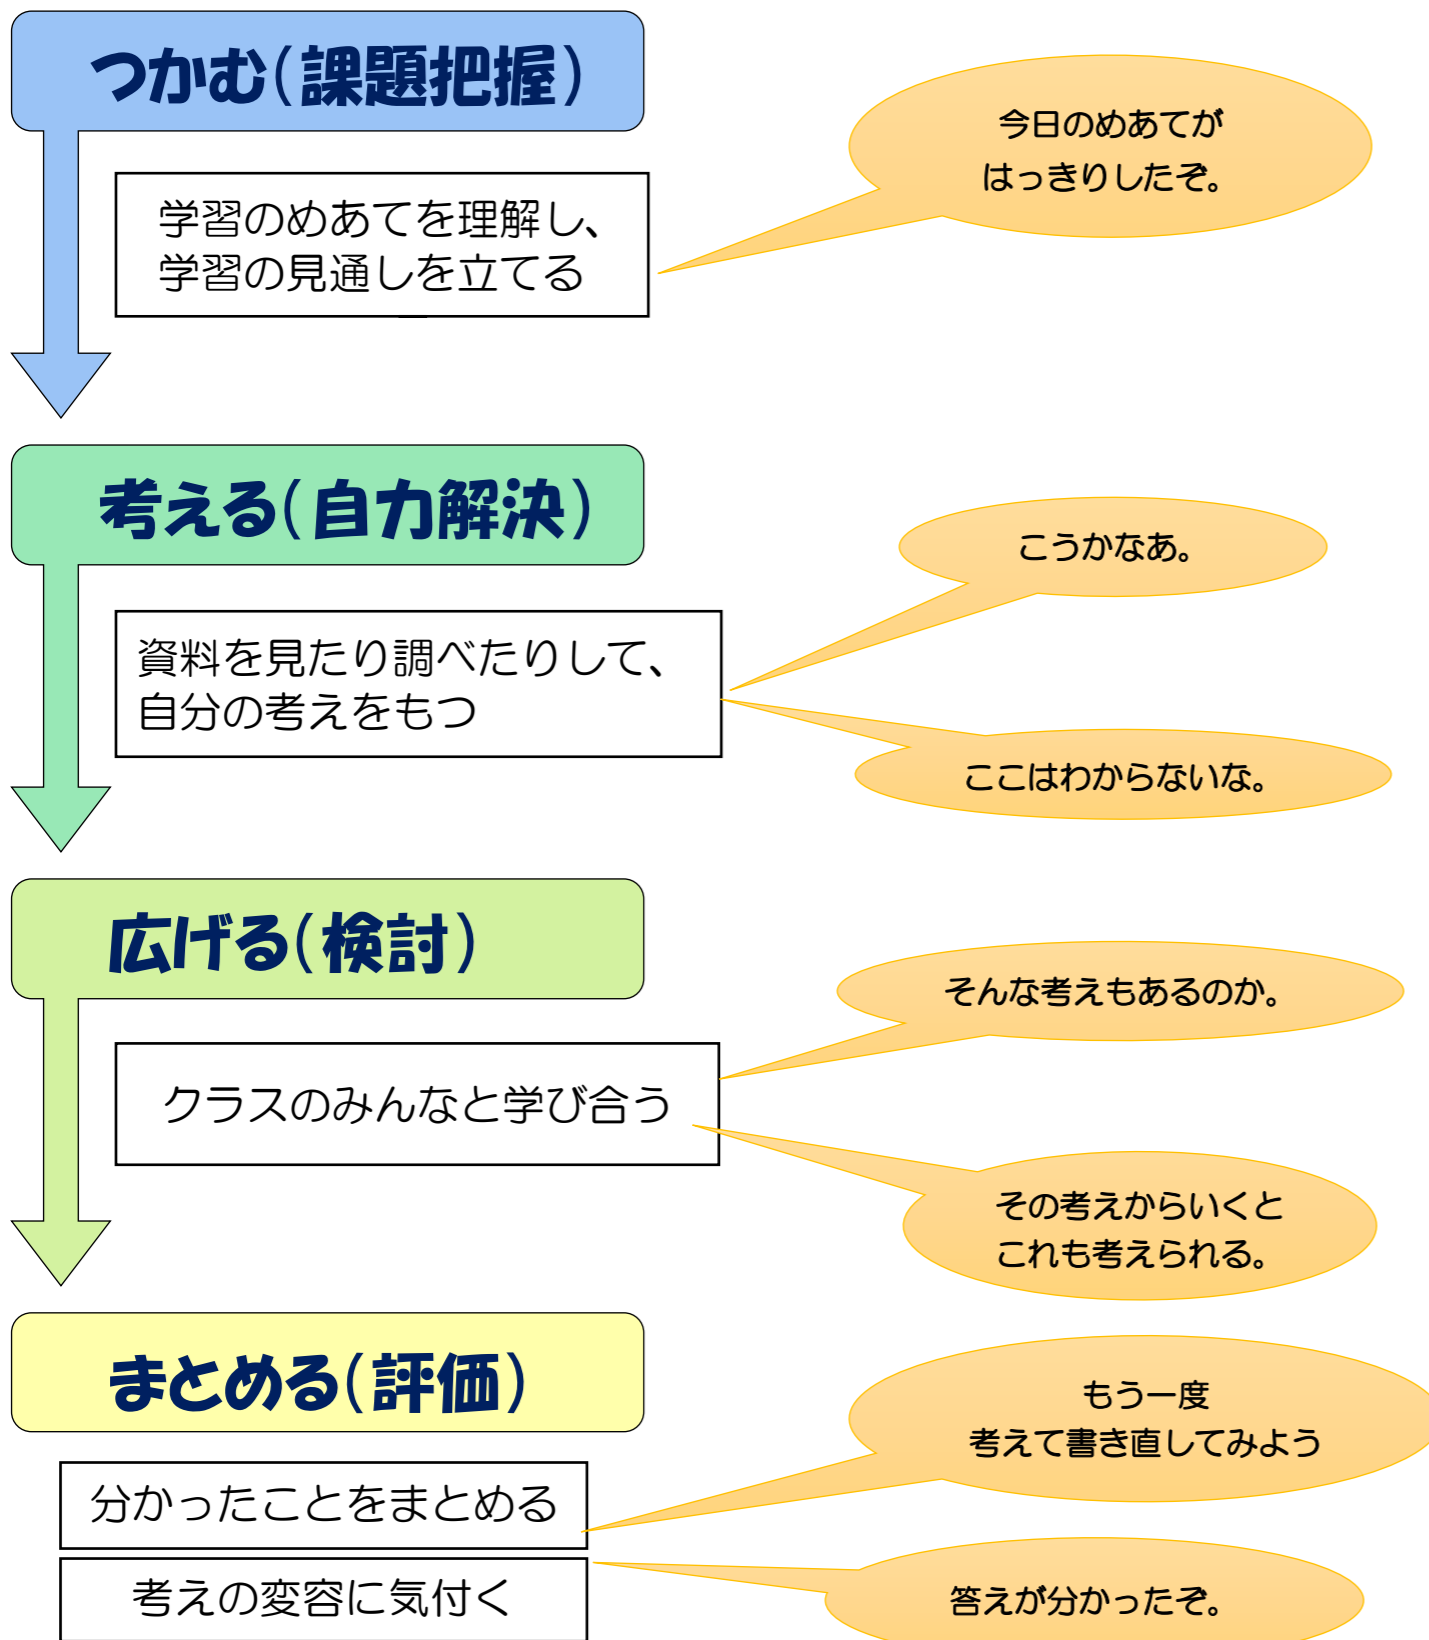 つかむ(課題把握)
今日のめあてが
はっきりしたぞ。
学習のめあてを理解し、
学習の見通しを立てる
考える(自力解決)
こうかなあ。
資料を見たり調べたりして、
自分の考えをもつ
ここはわからないな。
広げる(検討)
そんな考えもあるのか。
クラスのみんなと学び合う
その考えからいくと
これも考えられる。
まとめる(評価)
もう一度
考えて書き直してみよう
分かったことをまとめる
考えの変容に気付く
答えが分かったぞ。